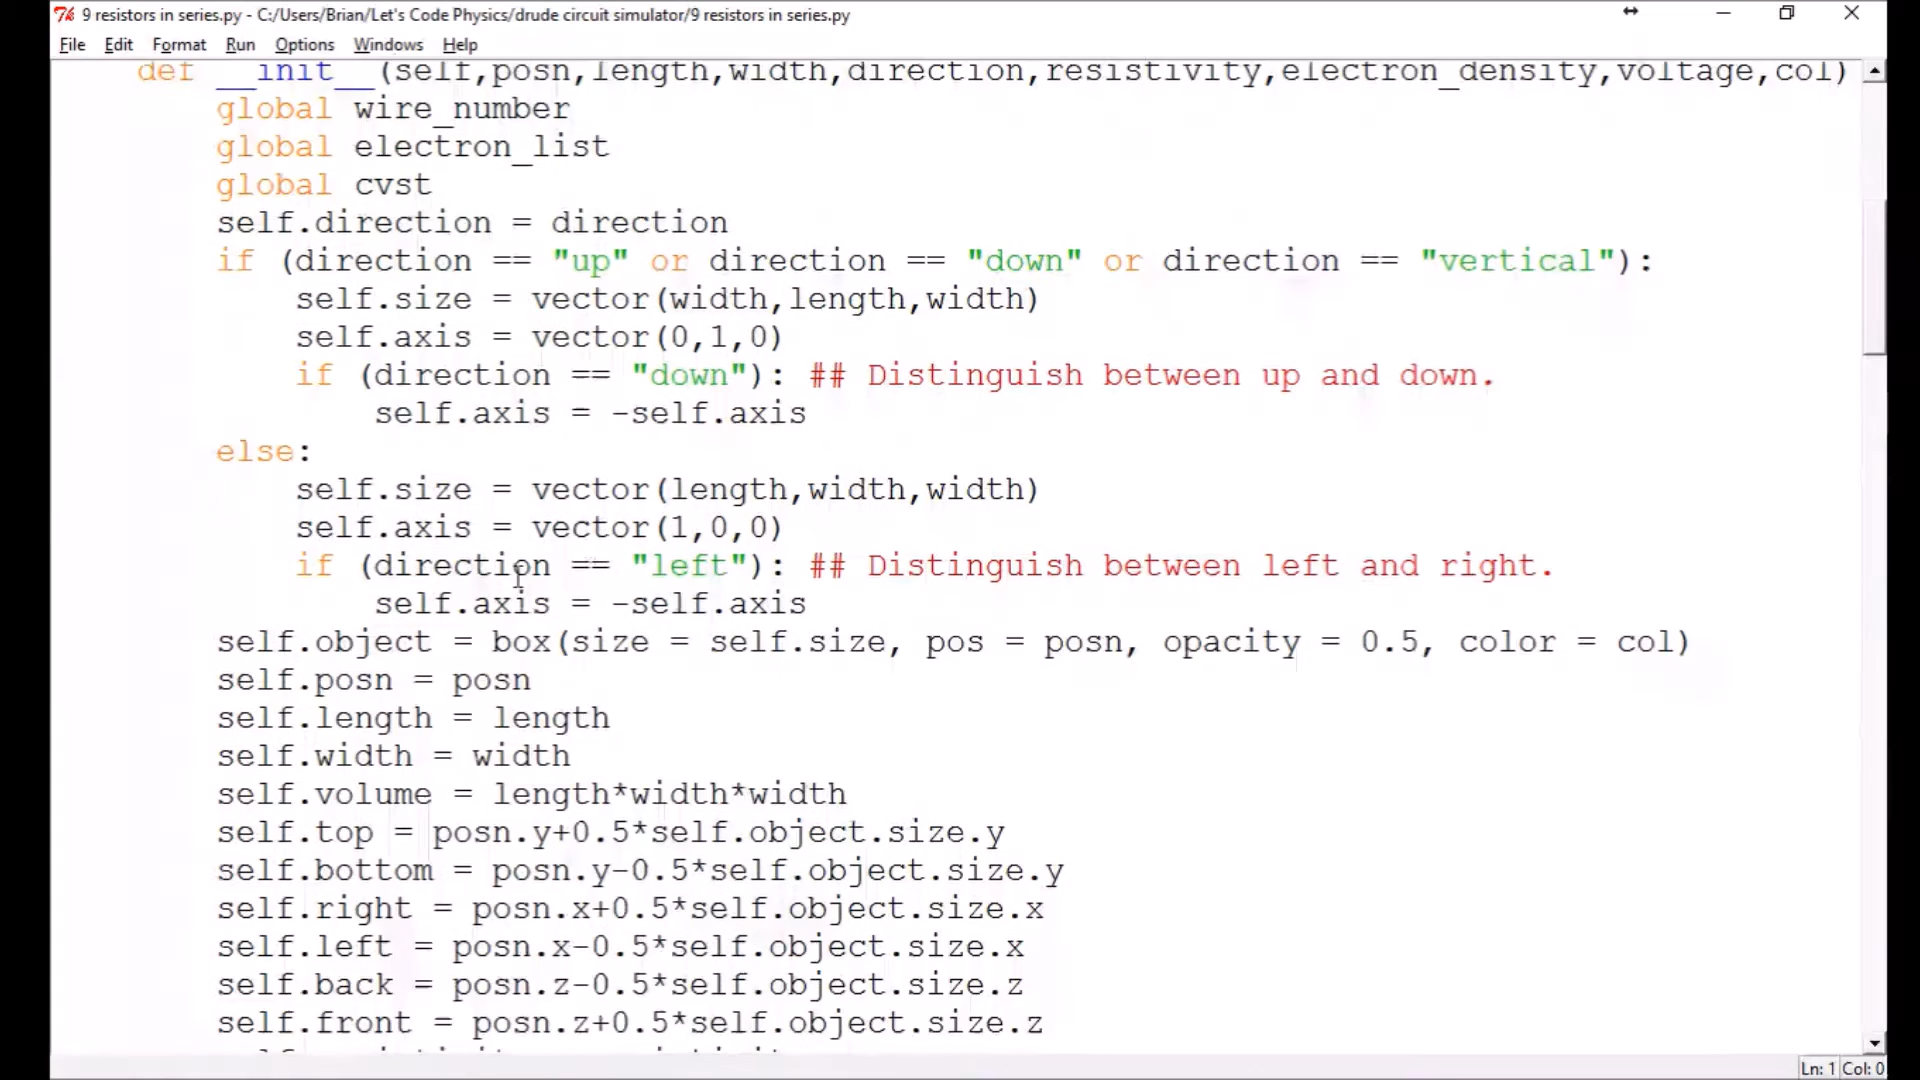 9 resistors in series.py - C:/Users/Brian/Let's Code Physics/drude circuit simulator/9 resistors in series.py
File Edit Format Run Options Windows Help
def __init__(self,posn,length,width,direction,resistivity,electron_density,voltage,col)
global wire_number
global electron_list
global cvst
self.direction = direction
if (direction == "up" or direction == "down" or direction == "vertical"):
self.size = vector(width,length,width)
self.axis = vector(0,1,0)
if (direction == "down"): ## Distinguish between up and down.
self.axis = -self.axis
else:
self.size = vector(length,width,width)
self.axis = vector(1,0,0)
if (direction == "left"): ## Distinguish between left and right.
self.axis = -self.axis
self.object = box(size = self.size, pos = posn, opacity = 0.5, color = col)
self.posn = posn
self.length = length
self.width = width
self.volume = length*width*width
self.top = posn.y+0.5*self.object.size.y
self.bottom = posn.y-0.5*self.object.size.y
self.right = posn.x+0.5*self.object.size.x
self.left = posn.x-0.5*self.object.size.x
self.back = posn.z-0.5*self.object.size.z
self.front = posn.z+0.5*self.object.size.z
Ln: 1 Col: 0